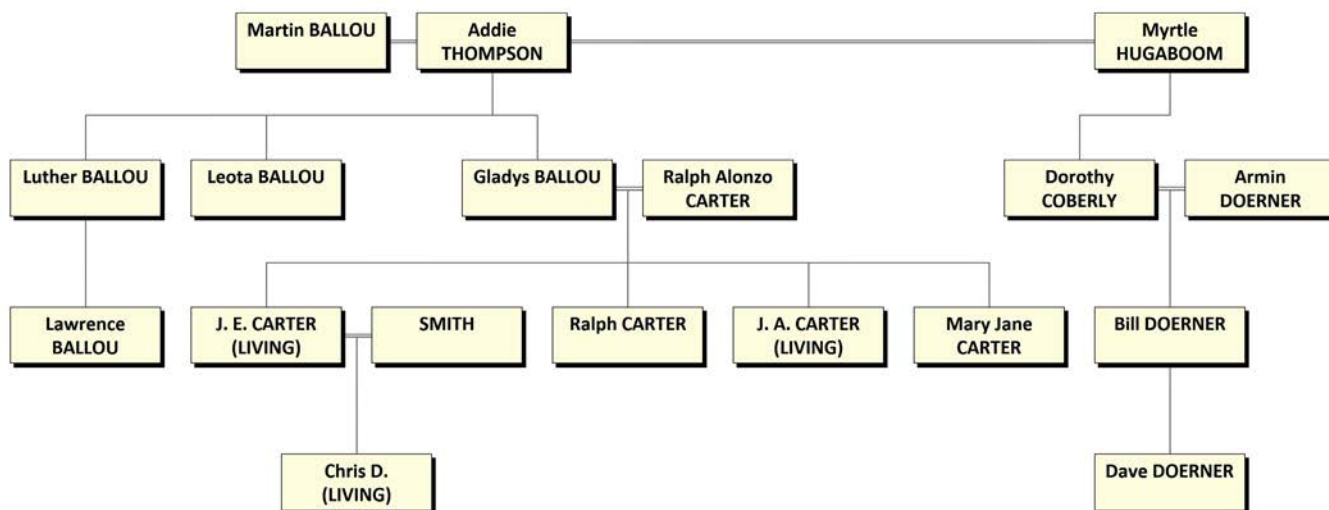 Martin BALLOU
Addie
THOMPSON
Myrtle
HUGABOOM
Luther BALLOU
Leota BALLOU
Gladys BALLOU
Ralph Alonzo
CARTER
Dorothy
COBERLY
Armin
DOERNER
Lawrence
BALLOU
J. E. CARTER
(LIVING)
SMITH
Ralph CARTER
J. A. CARTER
(LIVING)
Mary Jane
CARTER
Bill DOERNER
Chris D.
(LIVING)
Dave DOERNER